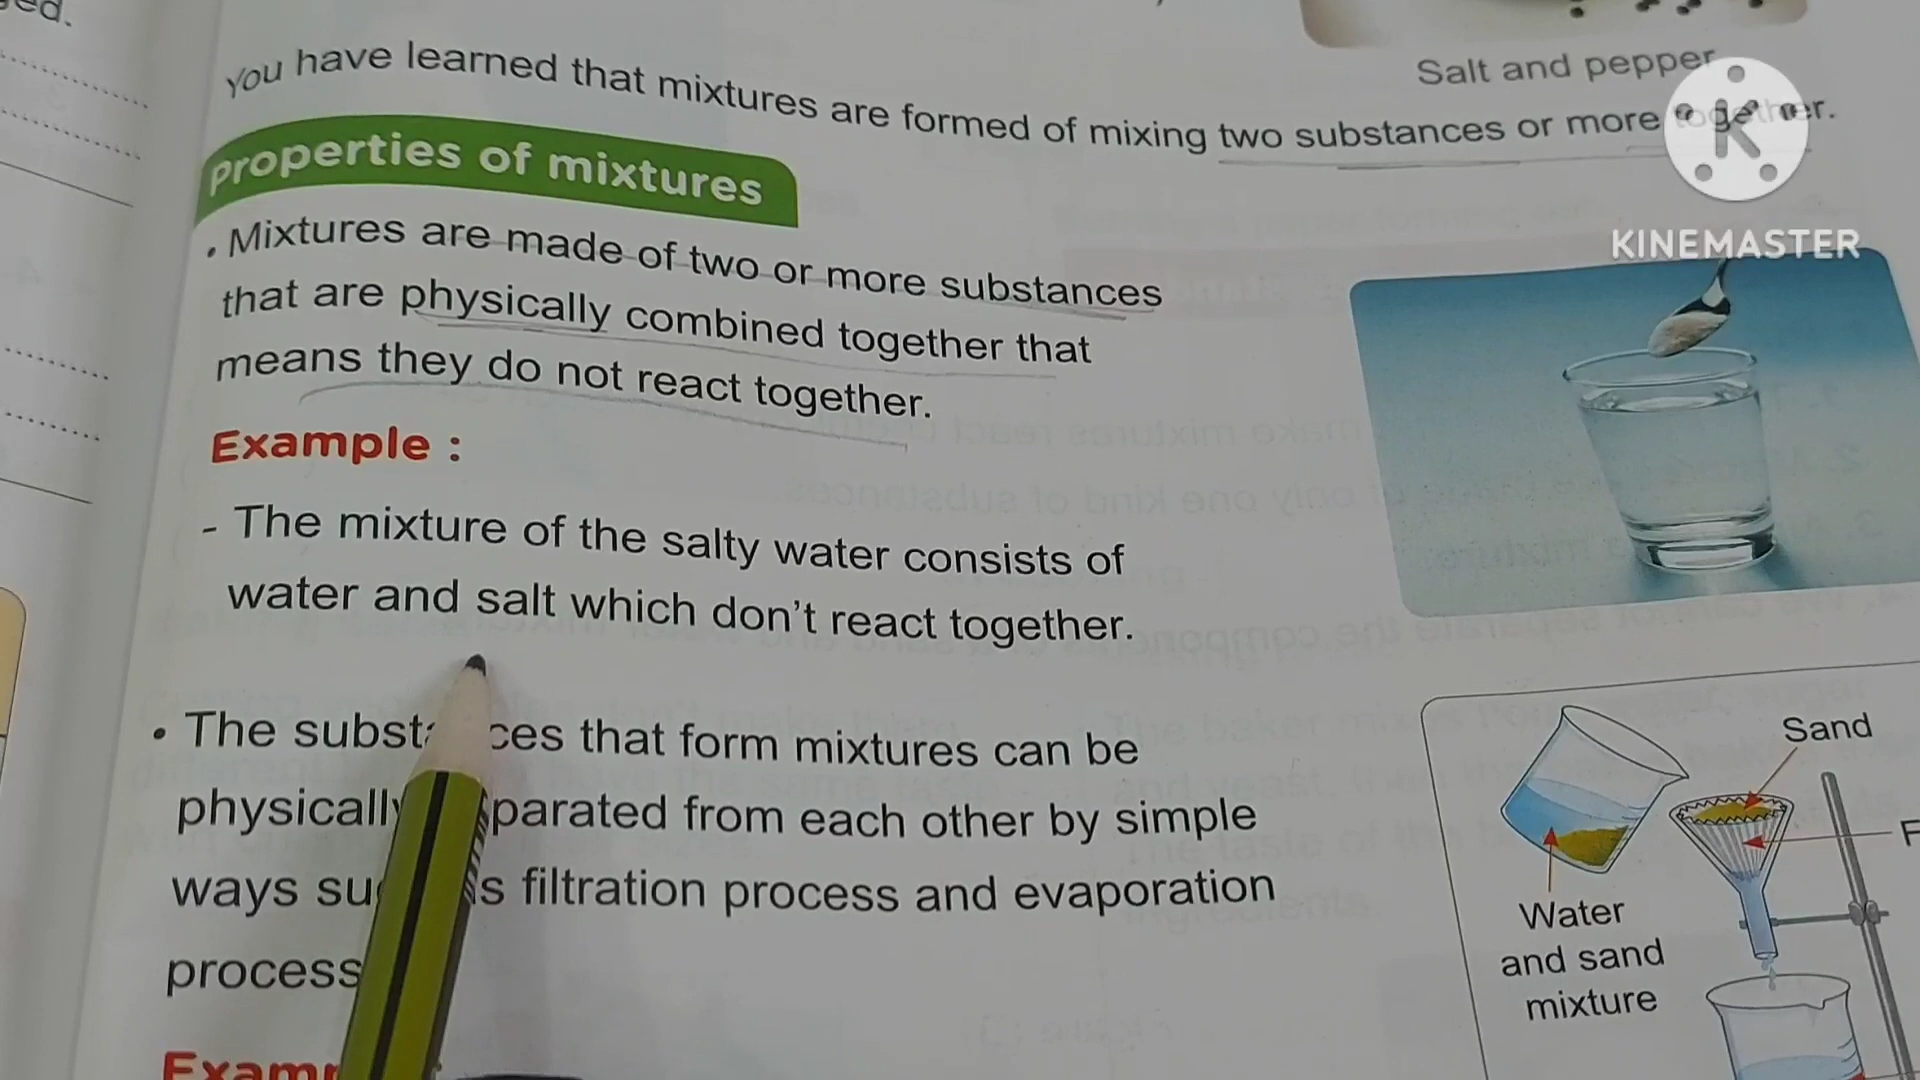 ed.
Salt and pepper
You have learned that mixtures are formed of mixing two substances or more together.
KINEMASTER
Properties of mixtures
• Mixtures are made of two or more substances
that are physically combined together that
means they do not react together.
Example :
- The mixture of the salty water consists of
water and salt which don't react together.
• The substances that form mixtures can be
physically separated from each other by simple
ways such as filtration process and evaporation
process
Sand
F
Water
and sand
mixture
Examp